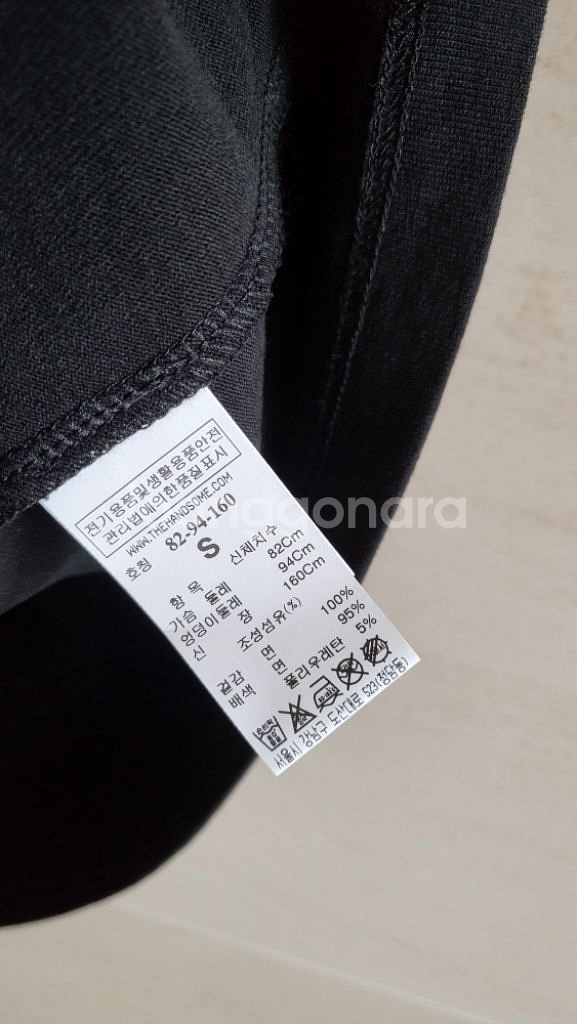 전기용품및생활용품안전
관리법에의한품질표시
WWW.THEHANDSOME.COM
호칭 82-94-160
S
항목 신체치수
가슴둘레 82Cm
엉덩이둘레 94Cm
신장 160Cm
조성섬유(%)
겉감 면 100%
배색 면 95%
폴리우레탄 5%
서울시 강남구 도산대로 523(청담동)